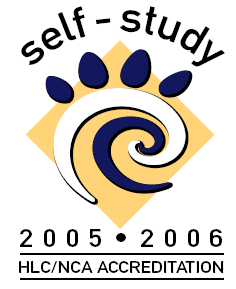 self-study
2005 • 2006
HLC/NCA ACCREDITATION